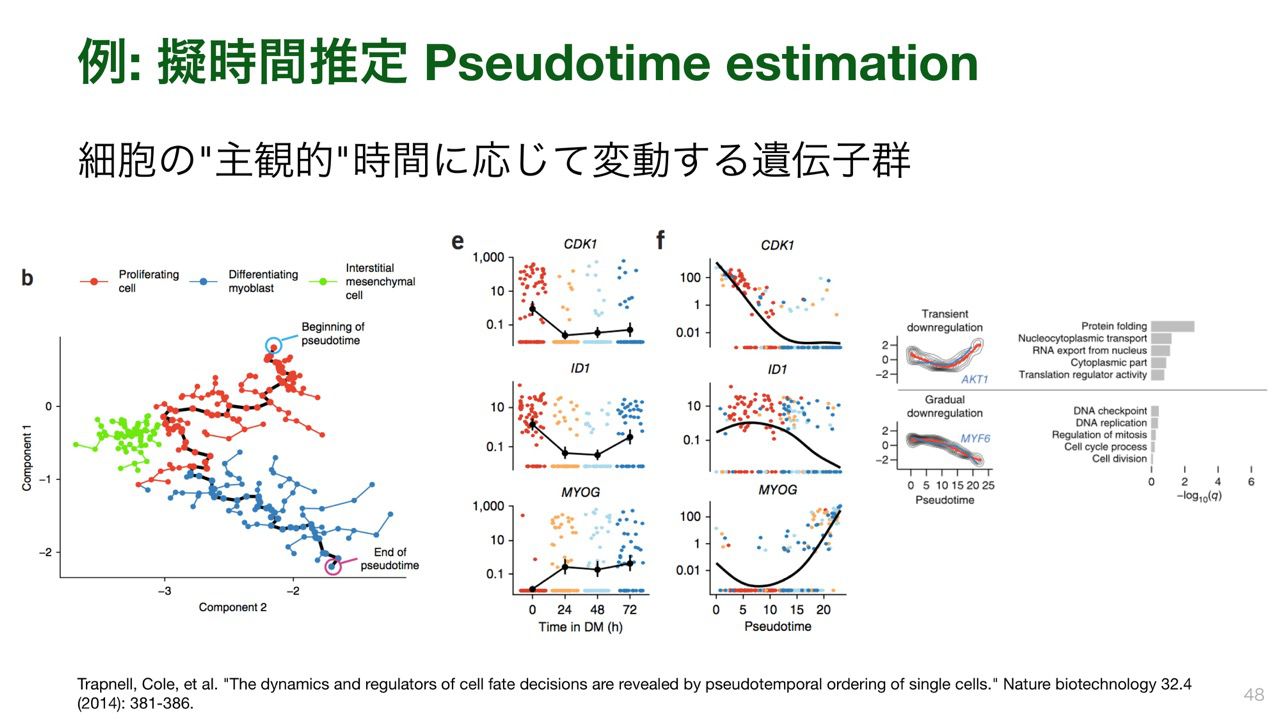 例: 擬時間推定 Pseudotime estimation
細胞の"主観的"時間に応じて変動する遺伝子群
b
Proliferating
cell
Differentiating
myoblast
Interstitial
mesenchymal
cell
Beginning of
pseudotime
End of
pseudotime
0
−1
−2
Component 1
−3
−2
Component 2
e
CDK1
1,000
10
0.1
ID1
10
0.1
MYOG
1,000
10
0.1
0
24
48
72
Time in DM (h)
f
CDK1
100
1
0.01
ID1
10
0.1
MYOG
100
1
0.01
0
5
10
15
20
Pseudotime
Transient
downregulation
2
0
−2
AKT1
Protein folding
Nucleocytoplasmic transport
RNA export from nucleus
Cytoplasmic part
Translation regulator activity
Gradual
downregulation
2
0
−2
MYF6
0 5 10 15 20 25
Pseudotime
DNA checkpoint
DNA replication
Regulation of mitosis
Cell cycle process
Cell division
0 2 4 6
−log10(q)
Trapnell, Cole, et al. "The dynamics and regulators of cell fate decisions are revealed by pseudotemporal ordering of single cells." Nature biotechnology 32.4
(2014): 381-386.
48